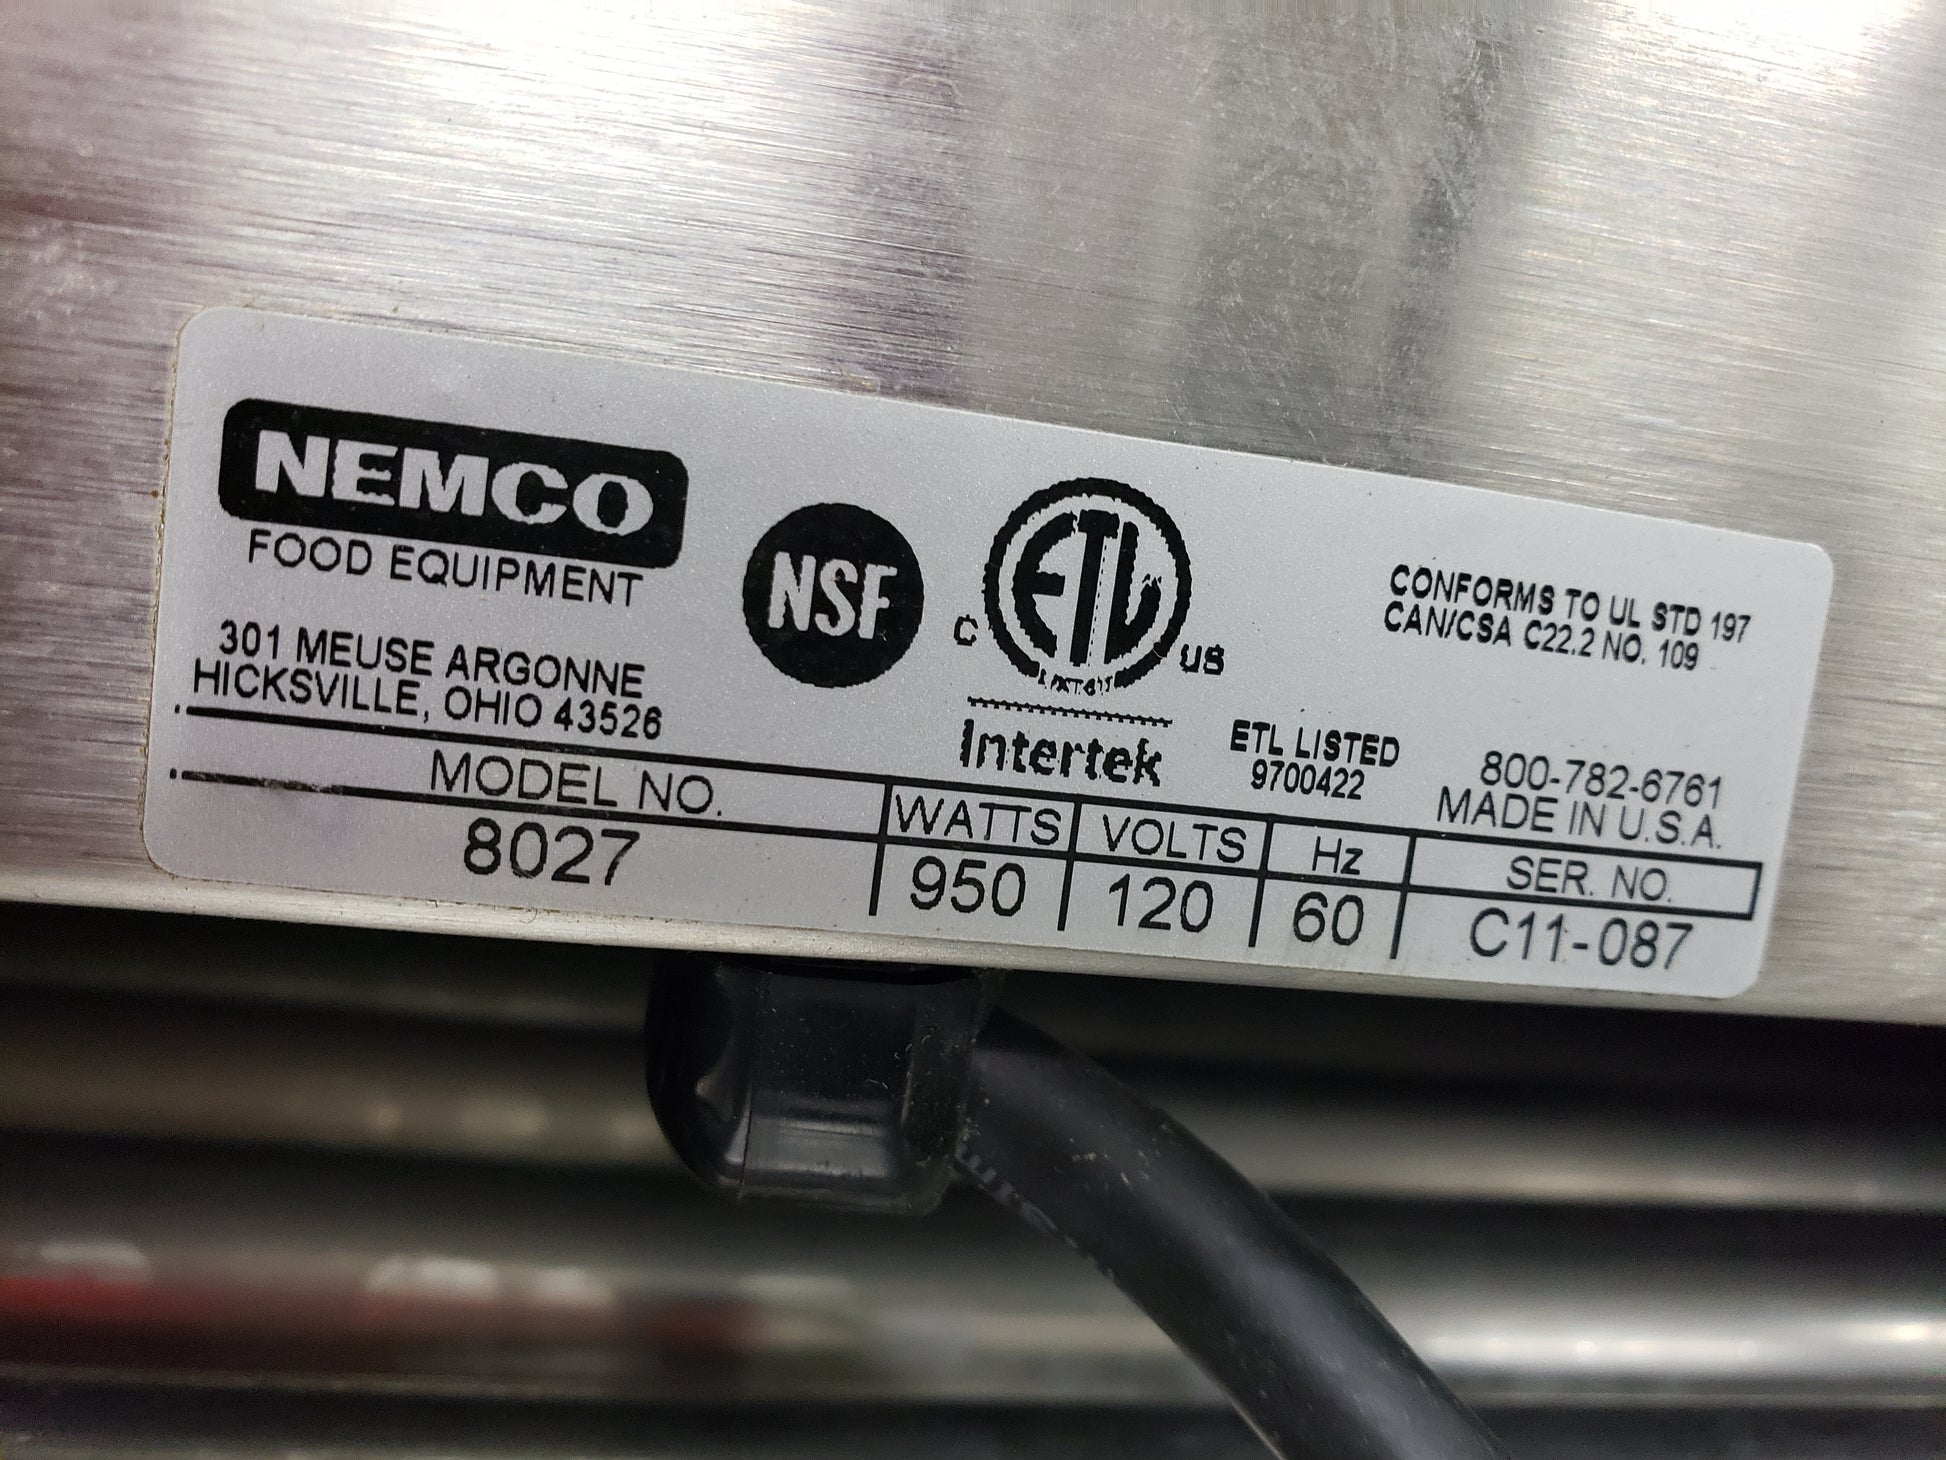 NEMCO
FOOD EQUIPMENT
301 MEUSE ARGONNE
HICKSVILLE, OHIO 43526
NSF
C ETL US
Intertek
ETL LISTED
9700422
CONFORMS TO UL STD 197
CAN/CSA C22.2 NO. 109
800-782-6761
MADE IN U.S.A.
MODEL NO. WATTS VOLTS Hz SER. NO.
8027 950 120 60 C11-087